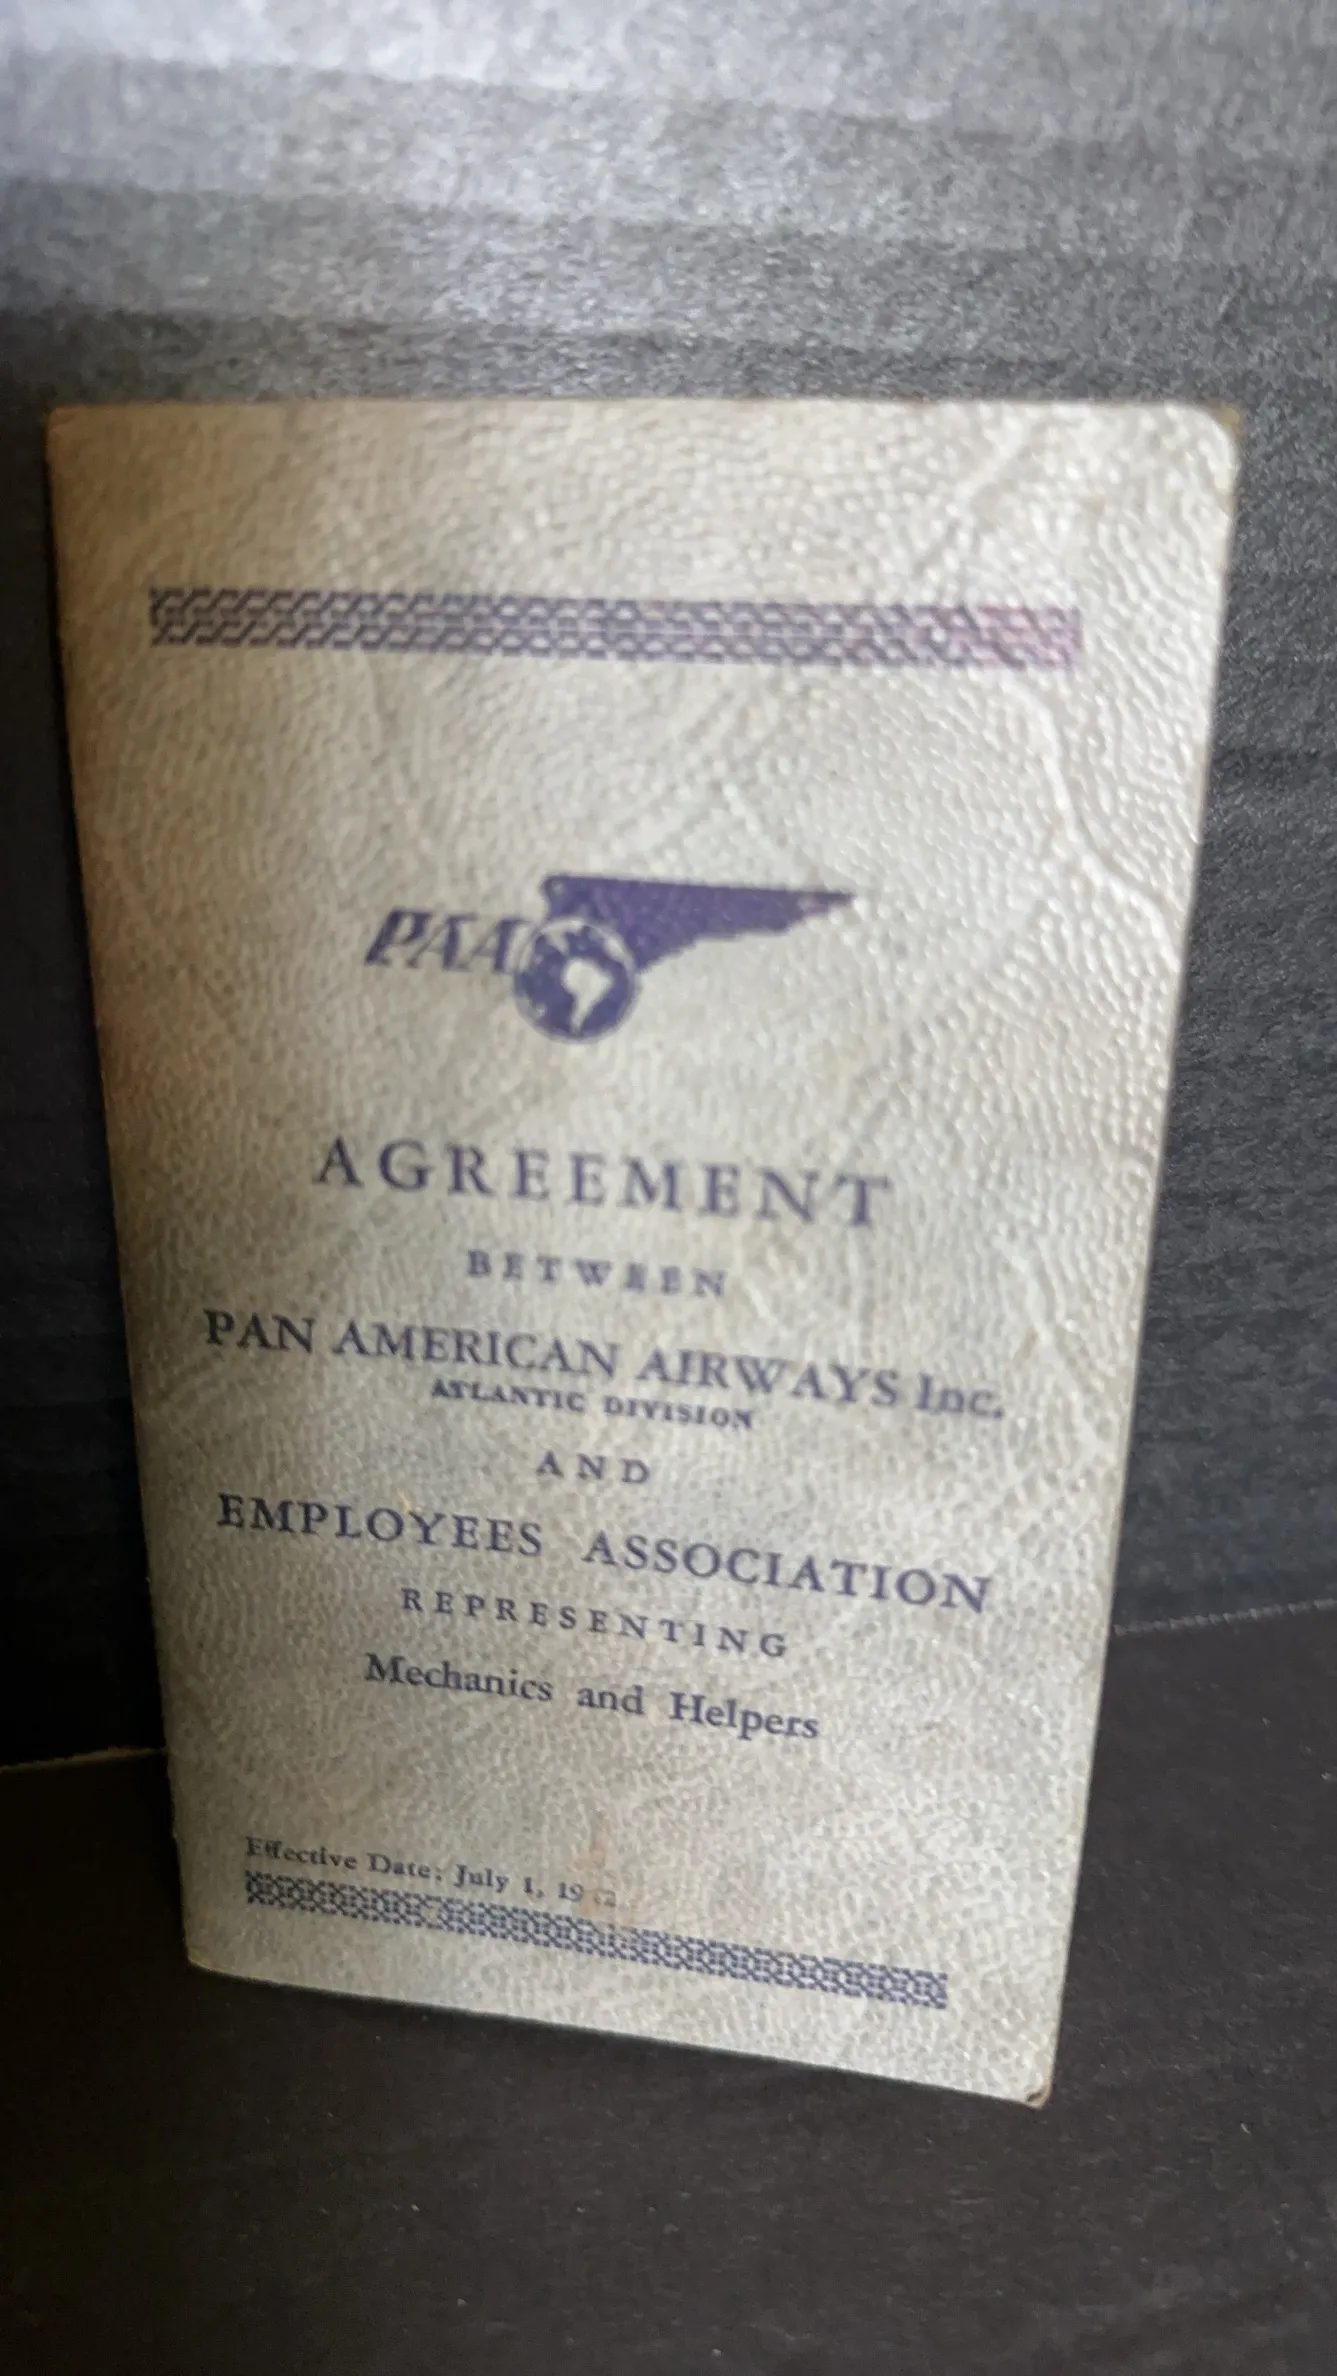 PAA
AGREEMENT
BETWEEN
PAN AMERICAN AIRWAYS Inc.
ATLANTIC DIVISION
AND
EMPLOYEES ASSOCIATION
REPRESENTING
Mechanics and Helpers
Effective Date: July 1,